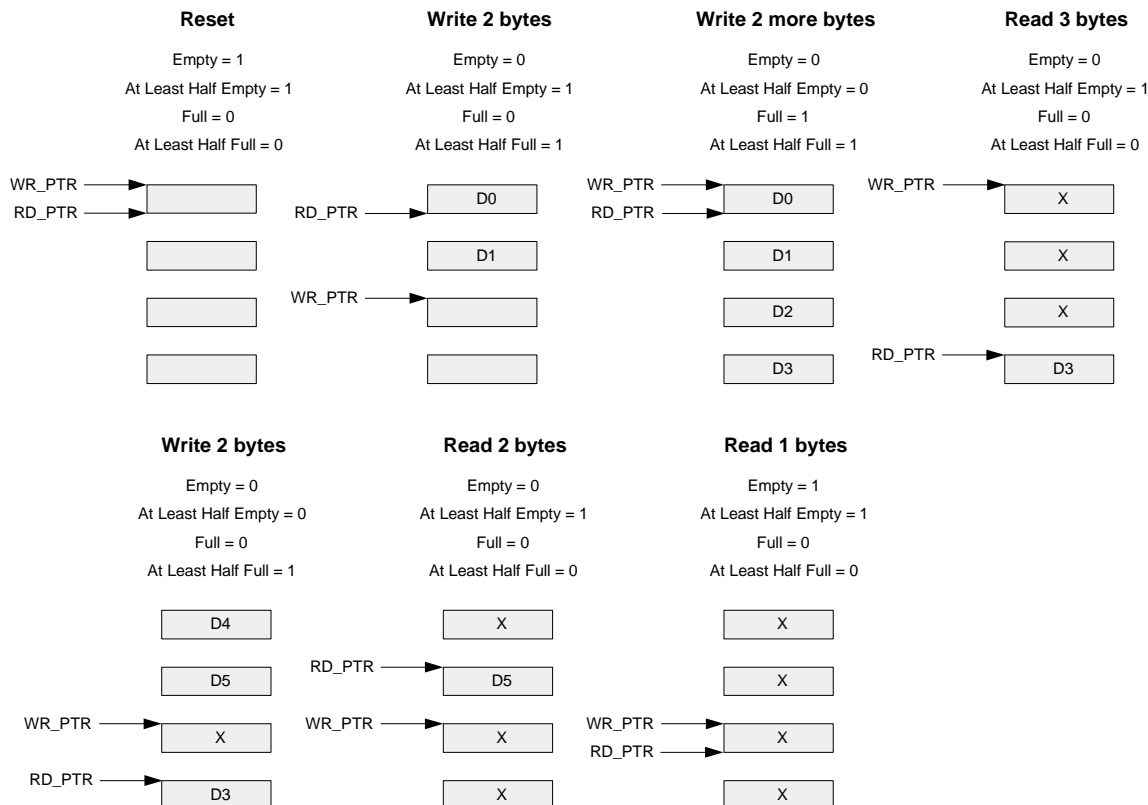 Reset
Empty = 1
At Least Half Empty = 1
Full = 0
At Least Half Full = 0
WR_PTR
RD_PTR
Write 2 bytes
Empty = 0
At Least Half Empty = 1
Full = 0
At Least Half Full = 1
D0
RD_PTR
D1
WR_PTR
Write 2 more bytes
Empty = 0
At Least Half Empty = 0
Full = 1
At Least Half Full = 1
WR_PTR
D0
RD_PTR
D1
D2
D3
Read 3 bytes
Empty = 0
At Least Half Empty = 1
Full = 0
At Least Half Full = 0
WR_PTR
X
X
X
RD_PTR
D3
Write 2 bytes
Empty = 0
At Least Half Empty = 0
Full = 0
At Least Half Full = 1
D4
D5
WR_PTR
X
RD_PTR
D3
Read 2 bytes
Empty = 0
At Least Half Empty = 1
Full = 0
At Least Half Full = 0
X
RD_PTR
D5
WR_PTR
X
X
Read 1 bytes
Empty = 1
At Least Half Empty = 1
Full = 0
At Least Half Full = 0
X
X
WR_PTR
X
RD_PTR
X